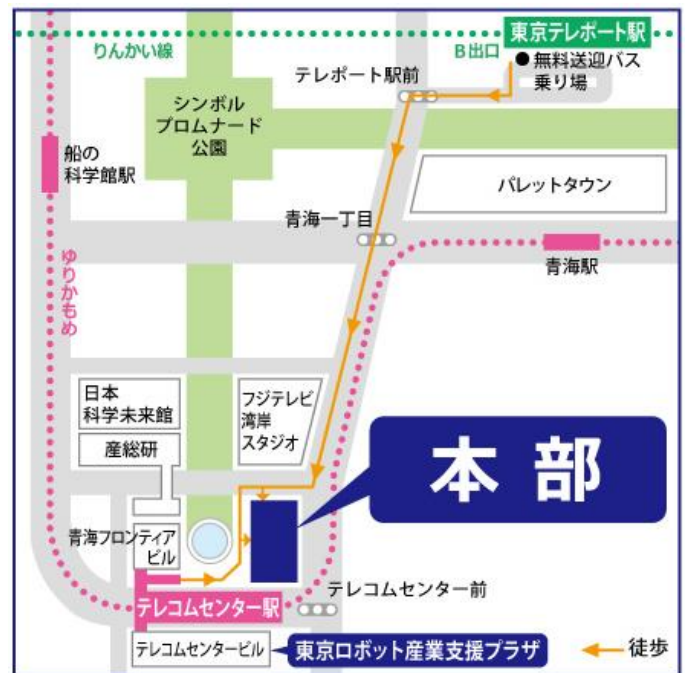 東京テレポート駅
りんかい線
B出口
無料送迎バス
乗り場
テレポート駅前
シンボル
プロムナード
公園
船の
科学館駅
パレットタウン
青海一丁目
青海駅
ゆりかもめ
日本
科学未来館
フジテレビ
湾岸
スタジオ
産総研
本部
青海フロンティア
ビル
テレコムセンター前
テレコムセンター駅
テレコムセンタービル
東京ロボット産業支援プラザ
徒歩